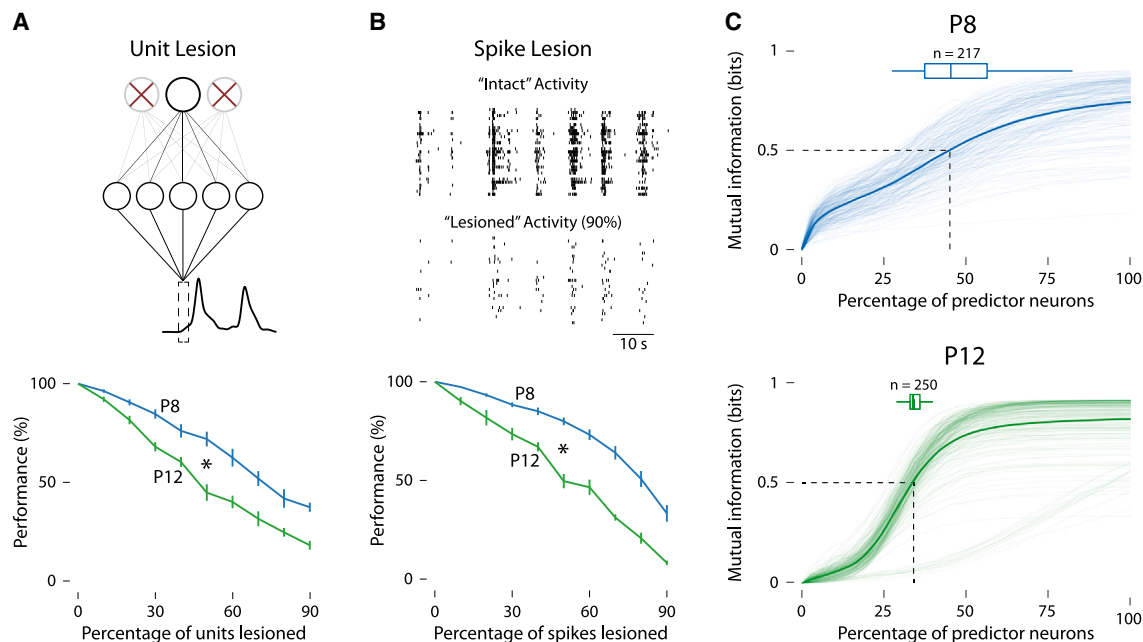 A
Unit Lesion
100
P8
P12
*
Performance (%)
0
0
30
60
90
Percentage of units lesioned
B
Spike Lesion
“Intact” Activity
“Lesioned” Activity (90%)
10 s
100
P8
P12
*
Performance (%)
0
0
30
60
90
Percentage of spikes lesioned
C
P8
n = 217
1
0.5
0
Mutual information (bits)
0
25
50
75
100
Percentage of predictor neurons
P12
n = 250
1
0.5
0
Mutual information (bits)
0
25
50
75
100
Percentage of predictor neurons